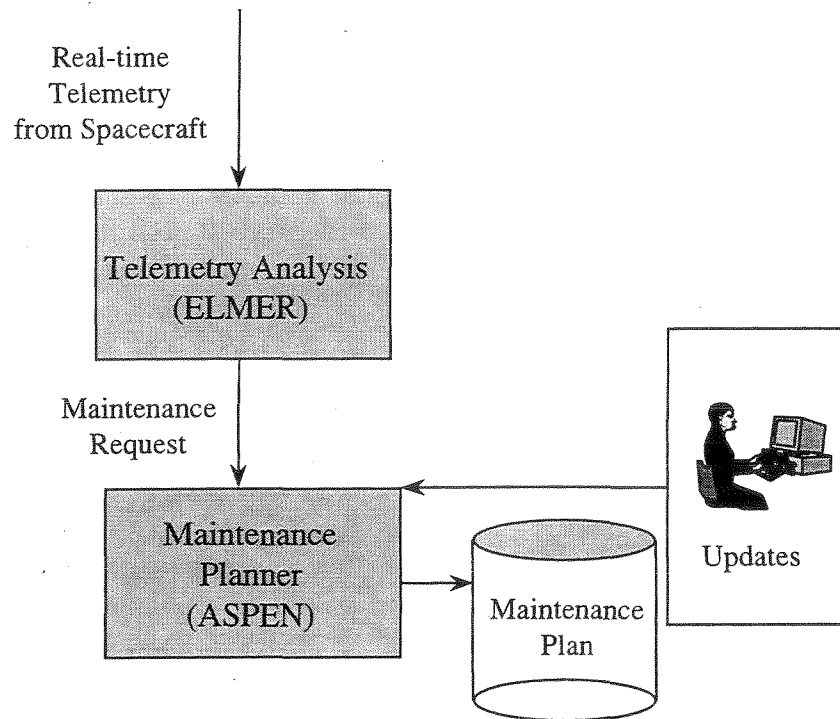 Real-time
Telemetry
from Spacecraft
Telemetry Analysis
(ELMER)
Maintenance
Request
Maintenance
Planner
(ASPEN)
Maintenance
Plan
Updates